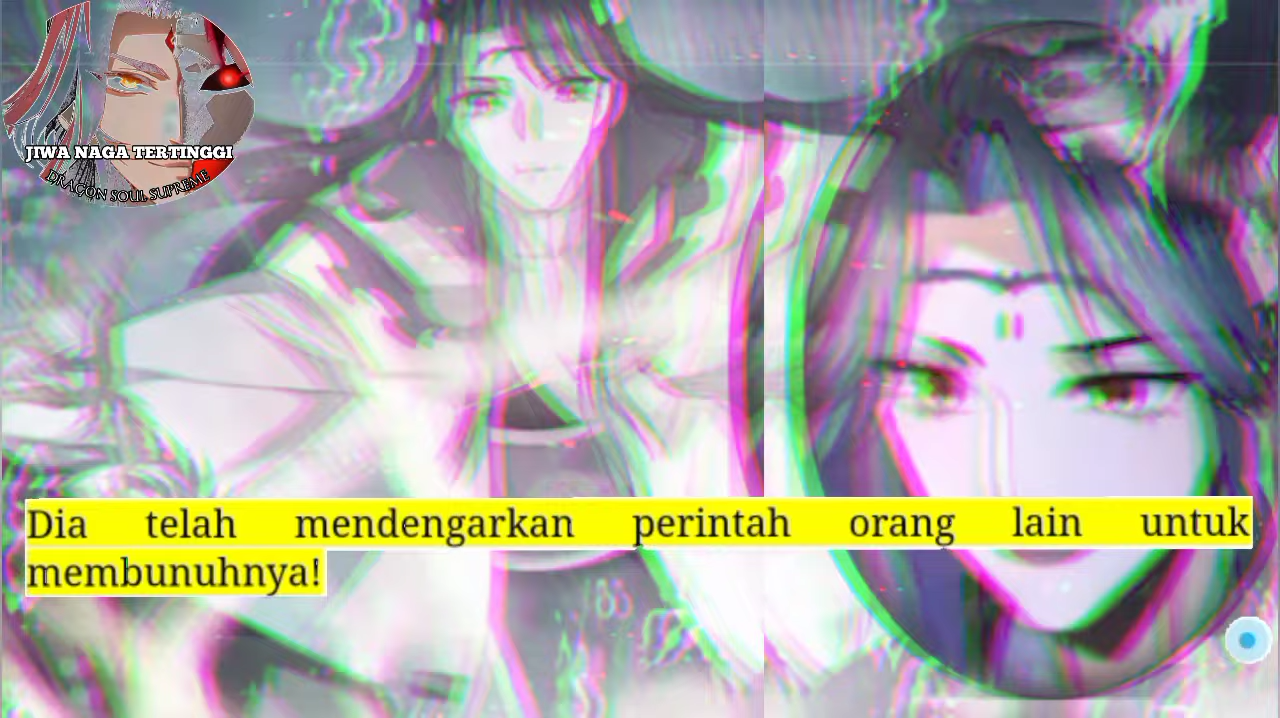 JIWA NAGA TERTINGGI
DRAGON SOUL SUPREME
Dia telah mendengarkan perintah orang lain untuk
membunuhnya!